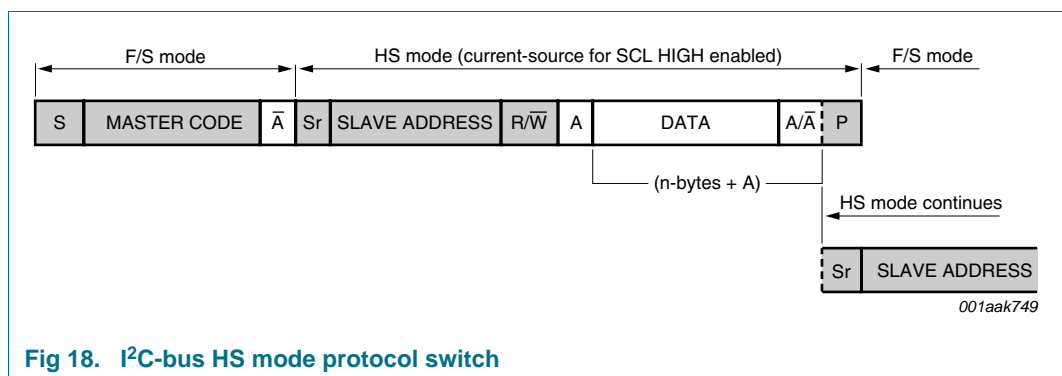 F/S mode HS mode (current-source for SCL HIGH enabled) F/S mode
S MASTER CODE A̅ Sr SLAVE ADDRESS R/W̅ A DATA A/A̅ P
(n-bytes + A)
HS mode continues
Sr SLAVE ADDRESS
001aak749
Fig 18. I²C-bus HS mode protocol switch